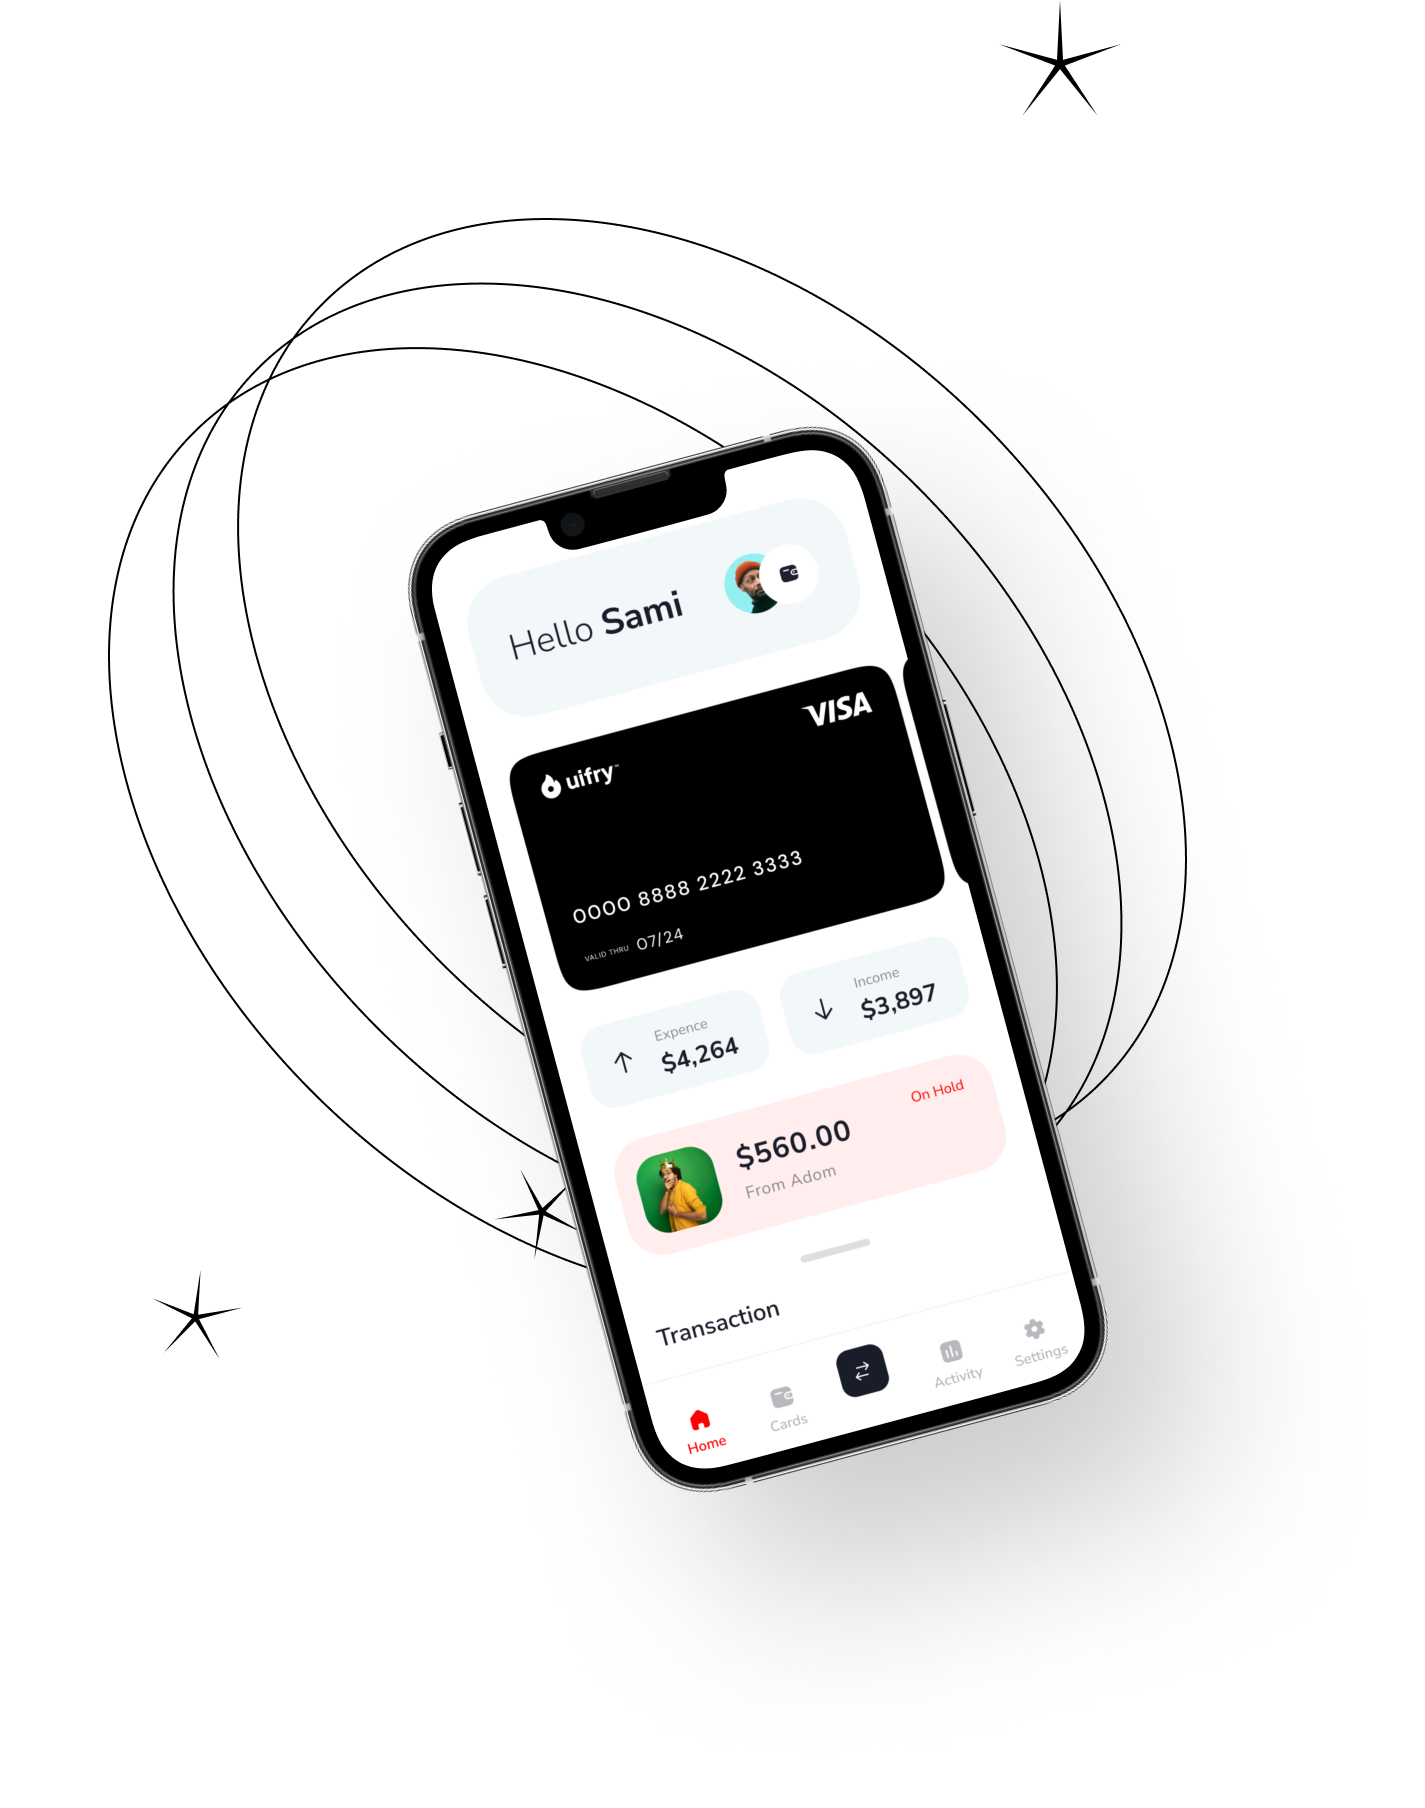 Hello Sami
VISA
uifry™
0000 8888 2222 3333
VALID THRU 07/24
Expence
$4,264
Income
$3,897
On Hold
$560.00
From Adom
Transaction
Home
Cards
Activity
Settings